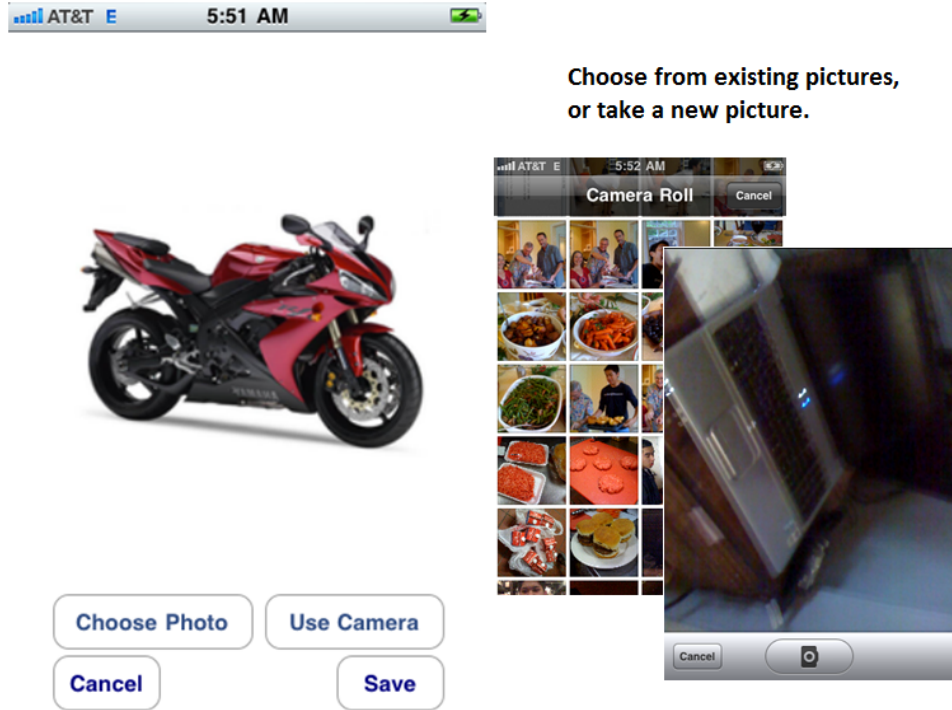 AT&T E 5:51 AM
Choose from existing pictures,
or take a new picture.
AT&T E 5:52 AM
Camera Roll Cancel
YAMAHA
Choose Photo Use Camera
Cancel Save
Cancel